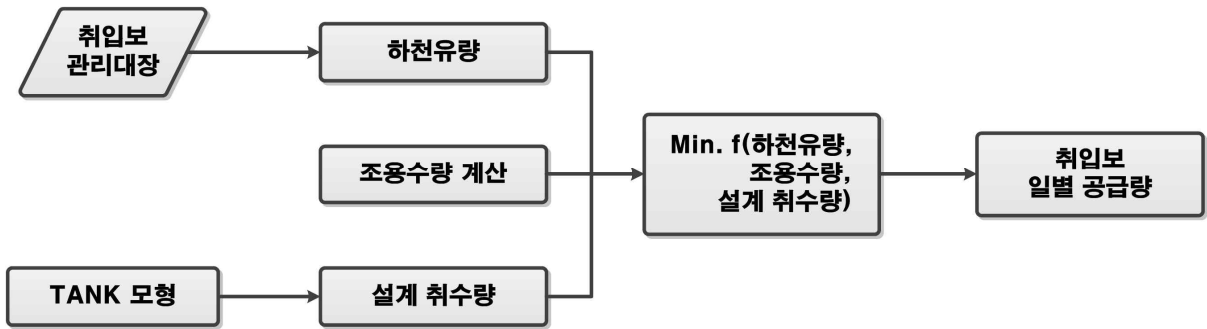 취입보
관리대장
하천유량
조용수량 계산
TANK 모형
설계 취수량
Min. f(하천유량,
조용수량,
설계 취수량)
취입보
일별 공급량